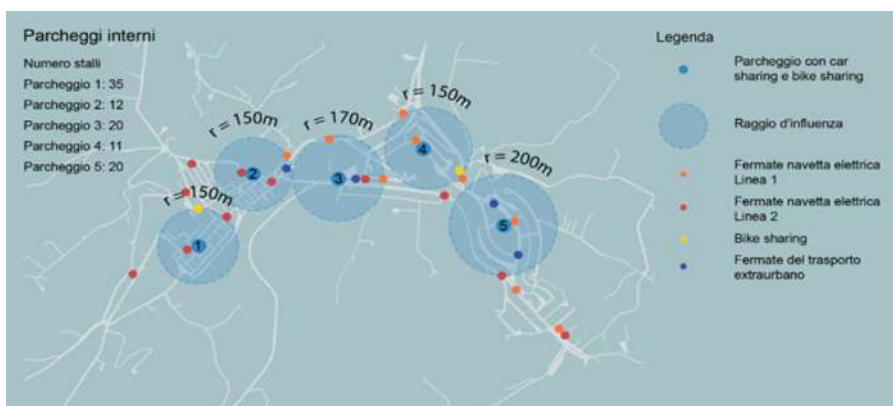 Parcheggi interni
Numero stalli
Parcheggio 1: 35
Parcheggio 2: 12
Parcheggio 3: 20
Parcheggio 4: 11
Parcheggio 5: 20
r = 150m
r = 170m
r = 150m
r = 200m
r = 150m
1
2
3
4
5
Legenda
Parcheggio con car
sharing e bike sharing
Raggio d'influenza
Fermate navetta elettrica
Linea 1
Fermate navetta elettrica
Linea 2
Bike sharing
Fermate del trasporto
extraurbano